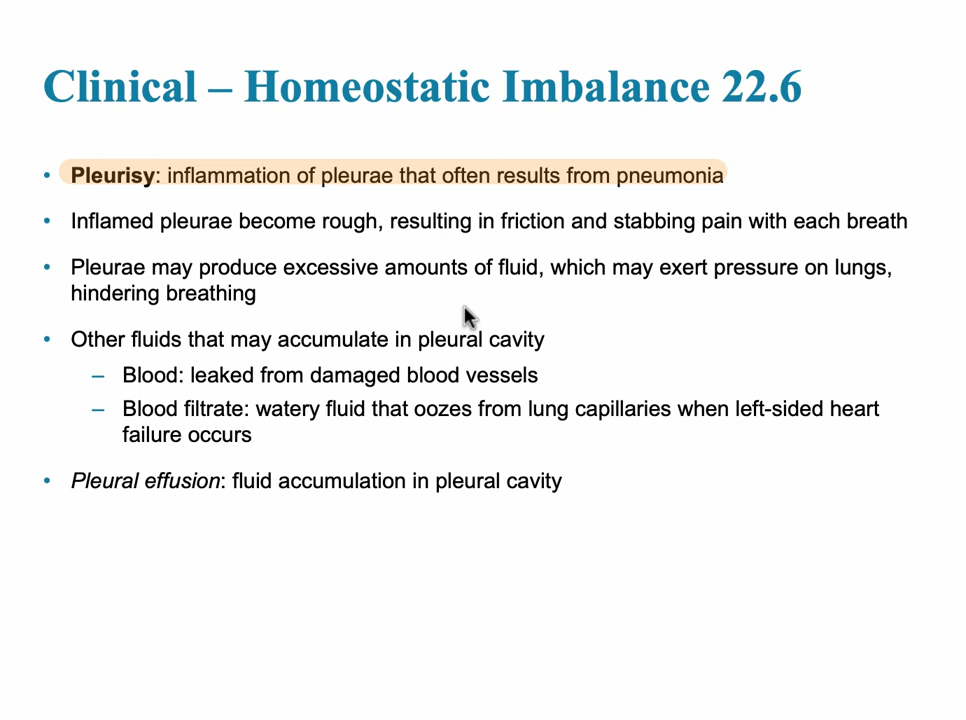 Clinical – Homeostatic Imbalance 22.6
• Pleurisy: inflammation of pleurae that often results from pneumonia
• Inflamed pleurae become rough, resulting in friction and stabbing pain with each breath
• Pleurae may produce excessive amounts of fluid, which may exert pressure on lungs,
hindering breathing
• Other fluids that may accumulate in pleural cavity
– Blood: leaked from damaged blood vessels
– Blood filtrate: watery fluid that oozes from lung capillaries when left-sided heart
failure occurs
• Pleural effusion: fluid accumulation in pleural cavity